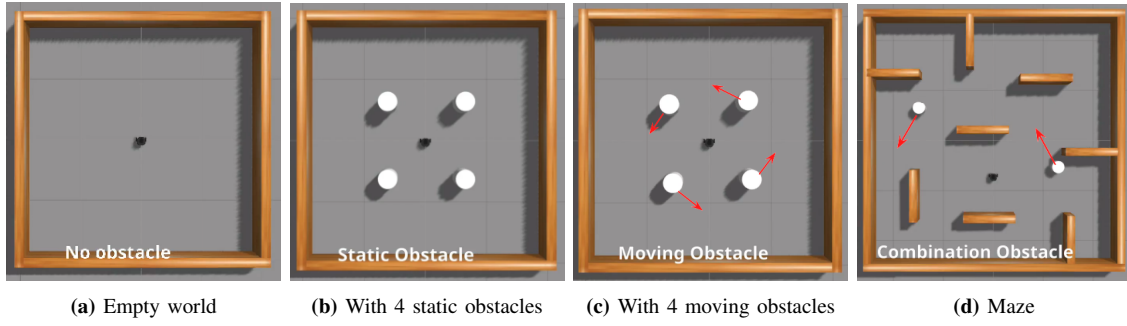 No obstacle
Static Obstacle
Moving Obstacle
Combination Obstacle
(a) Empty world
(b) With 4 static obstacles
(c) With 4 moving obstacles
(d) Maze